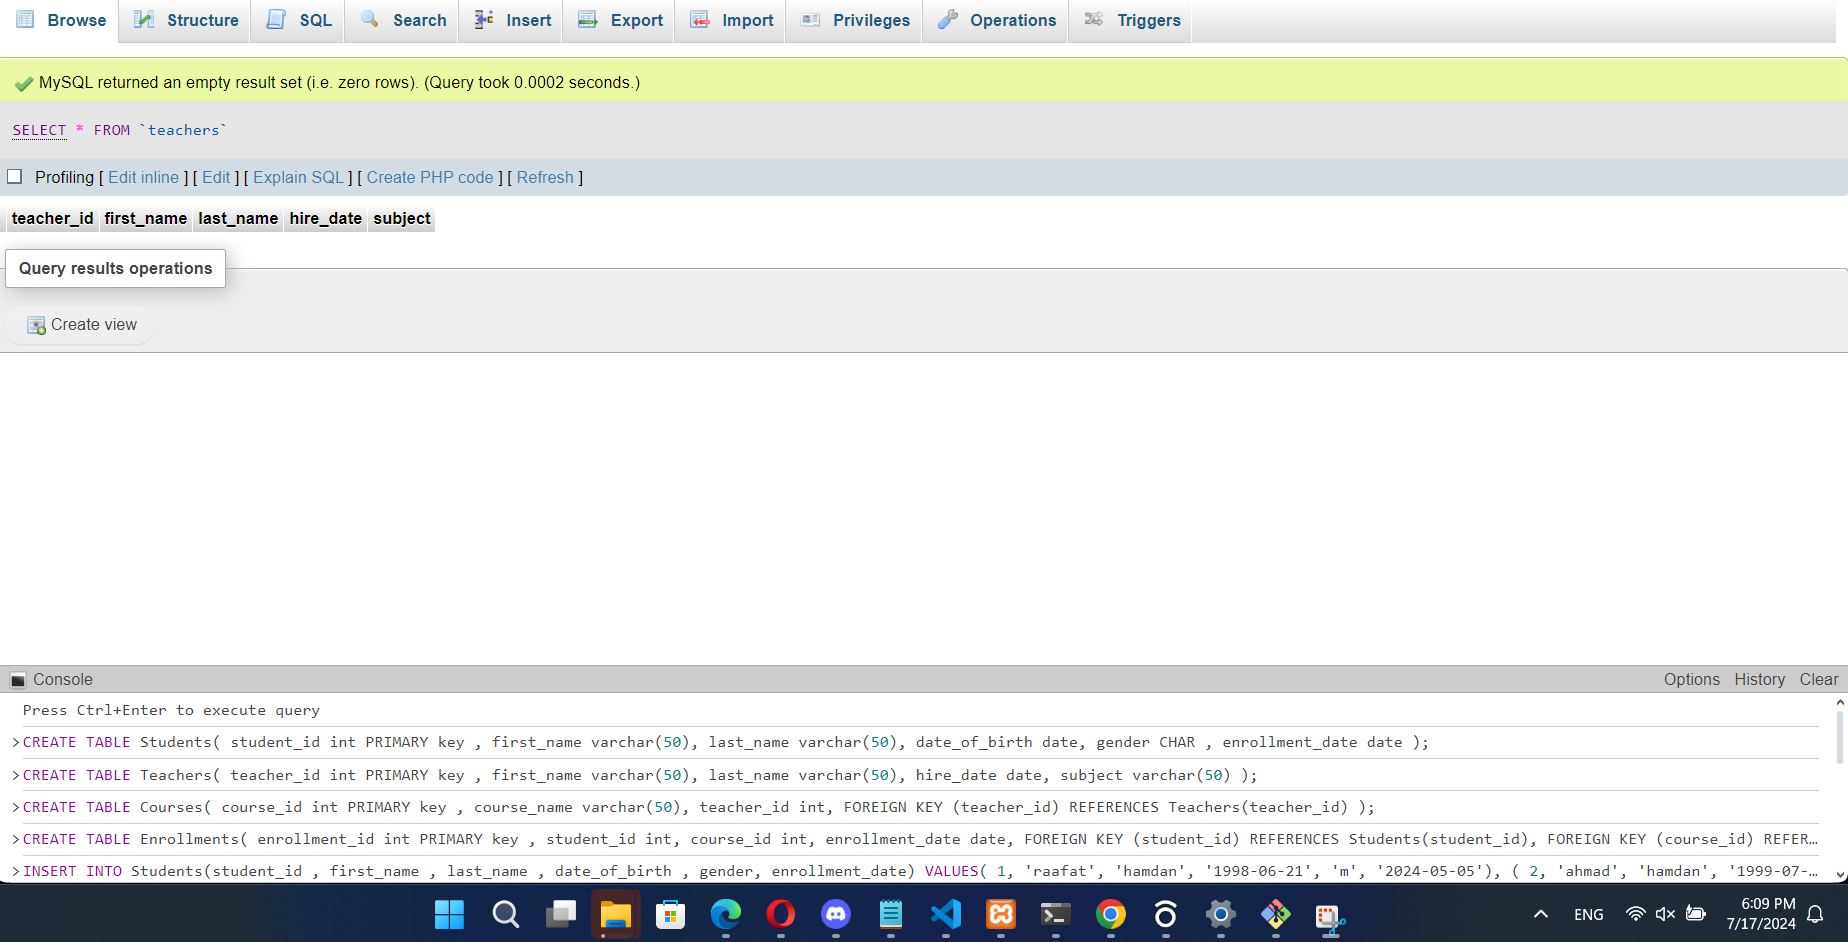 Browse Structure SQL Search Insert Export Import Privileges Operations Triggers
MySQL returned an empty result set (i.e. zero rows). (Query took 0.0002 seconds.)
SELECT * FROM `teachers`
Profiling [ Edit inline ] [ Edit ] [ Explain SQL ] [ Create PHP code ] [ Refresh ]
teacher_id first_name last_name hire_date subject
Query results operations
Create view
Console Options History Clear
Press Ctrl+Enter to execute query
>CREATE TABLE Students( student_id int PRIMARY key , first_name varchar(50), last_name varchar(50), date_of_birth date, gender CHAR , enrollment_date date );
>CREATE TABLE Teachers( teacher_id int PRIMARY key , first_name varchar(50), last_name varchar(50), hire_date date, subject varchar(50) );
>CREATE TABLE Courses( course_id int PRIMARY key , course_name varchar(50), teacher_id int, FOREIGN KEY (teacher_id) REFERENCES Teachers(teacher_id) );
>CREATE TABLE Enrollments( enrollment_id int PRIMARY key , student_id int, course_id int, enrollment_date date, FOREIGN KEY (student_id) REFERENCES Students(student_id), FOREIGN KEY (course_id) REFER…
>INSERT INTO Students(student_id , first_name , last_name , date_of_birth , gender, enrollment_date) VALUES( 1, 'raafat', 'hamdan', '1998-06-21', 'm', '2024-05-05'), ( 2, 'ahmad', 'hamdan', '1999-07-…
ENG
6:09 PM
7/17/2024